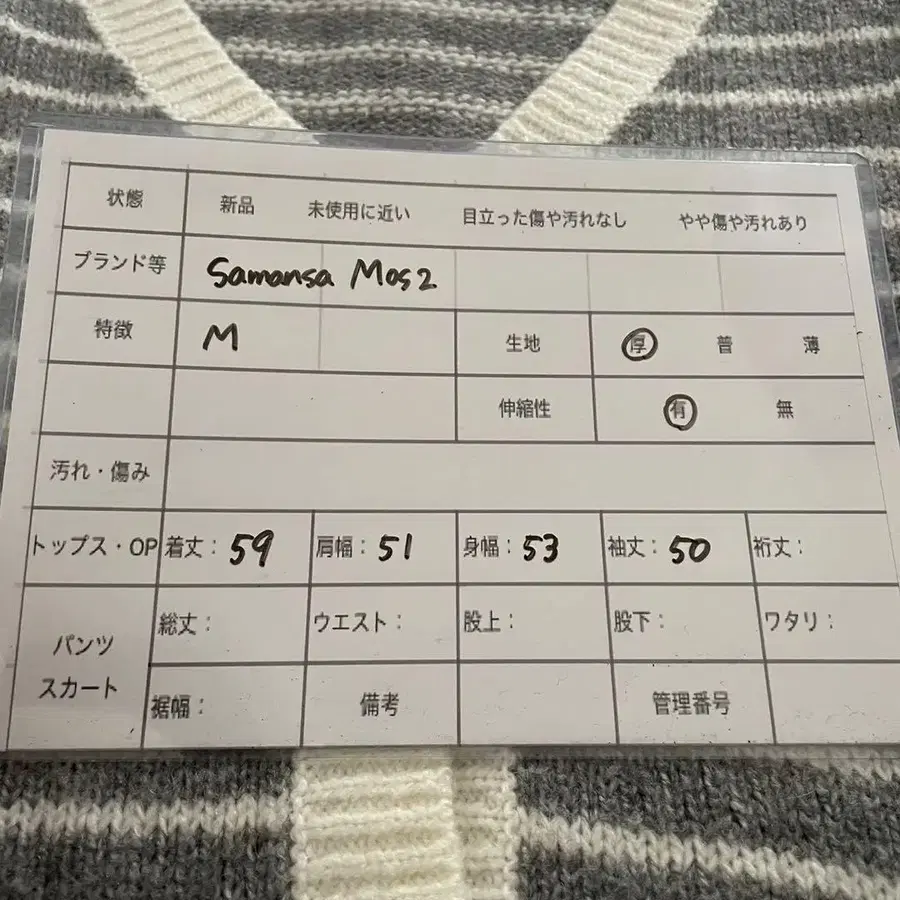 状態 新品 未使用に近い 目立った傷や汚れなし やや傷や汚れあり
ブランド等 Samansa Mos2
特徴 M 生地 厚 普 薄
伸縮性 有 無
汚れ・傷み
トップス・OP 着丈：59 肩幅：51 身幅：53 袖丈：50 裄丈：
パンツ スカート 総丈： ウエスト： 股上： 股下： ワタリ：
裾幅： 備考 管理番号